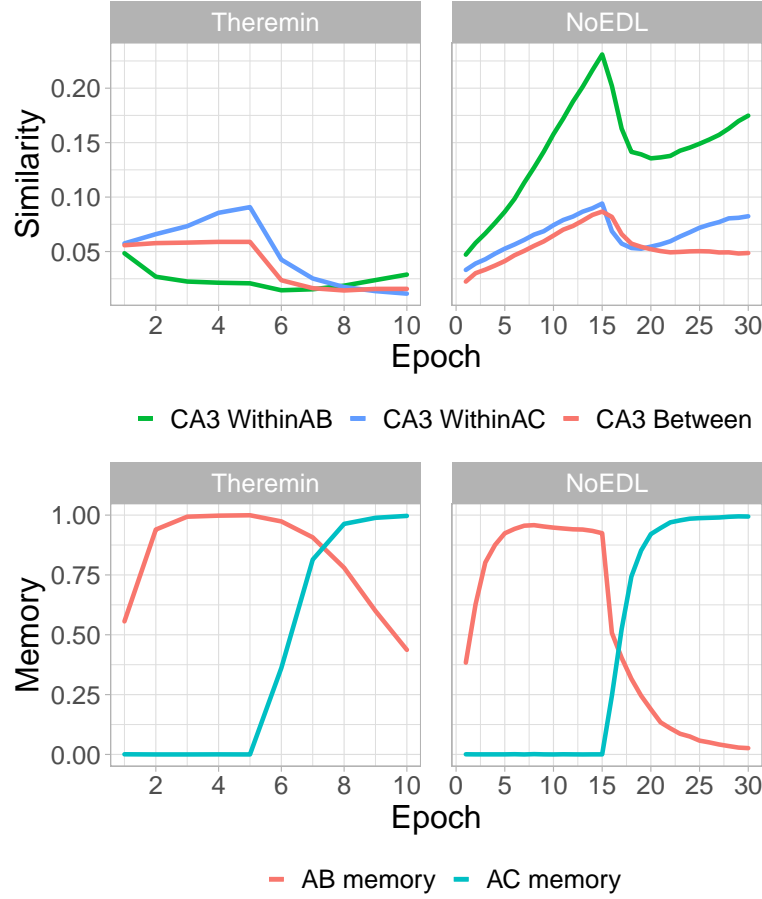 Theremin NoEDL
Similarity
0.20
0.15
0.10
0.05
2 4 6 8 10 0 5 10 15 20 25 30
Epoch
CA3 WithinAB CA3 WithinAC CA3 Between
Theremin NoEDL
Memory
1.00
0.75
0.50
0.25
0.00
2 4 6 8 10 0 5 10 15 20 25 30
Epoch
AB memory AC memory